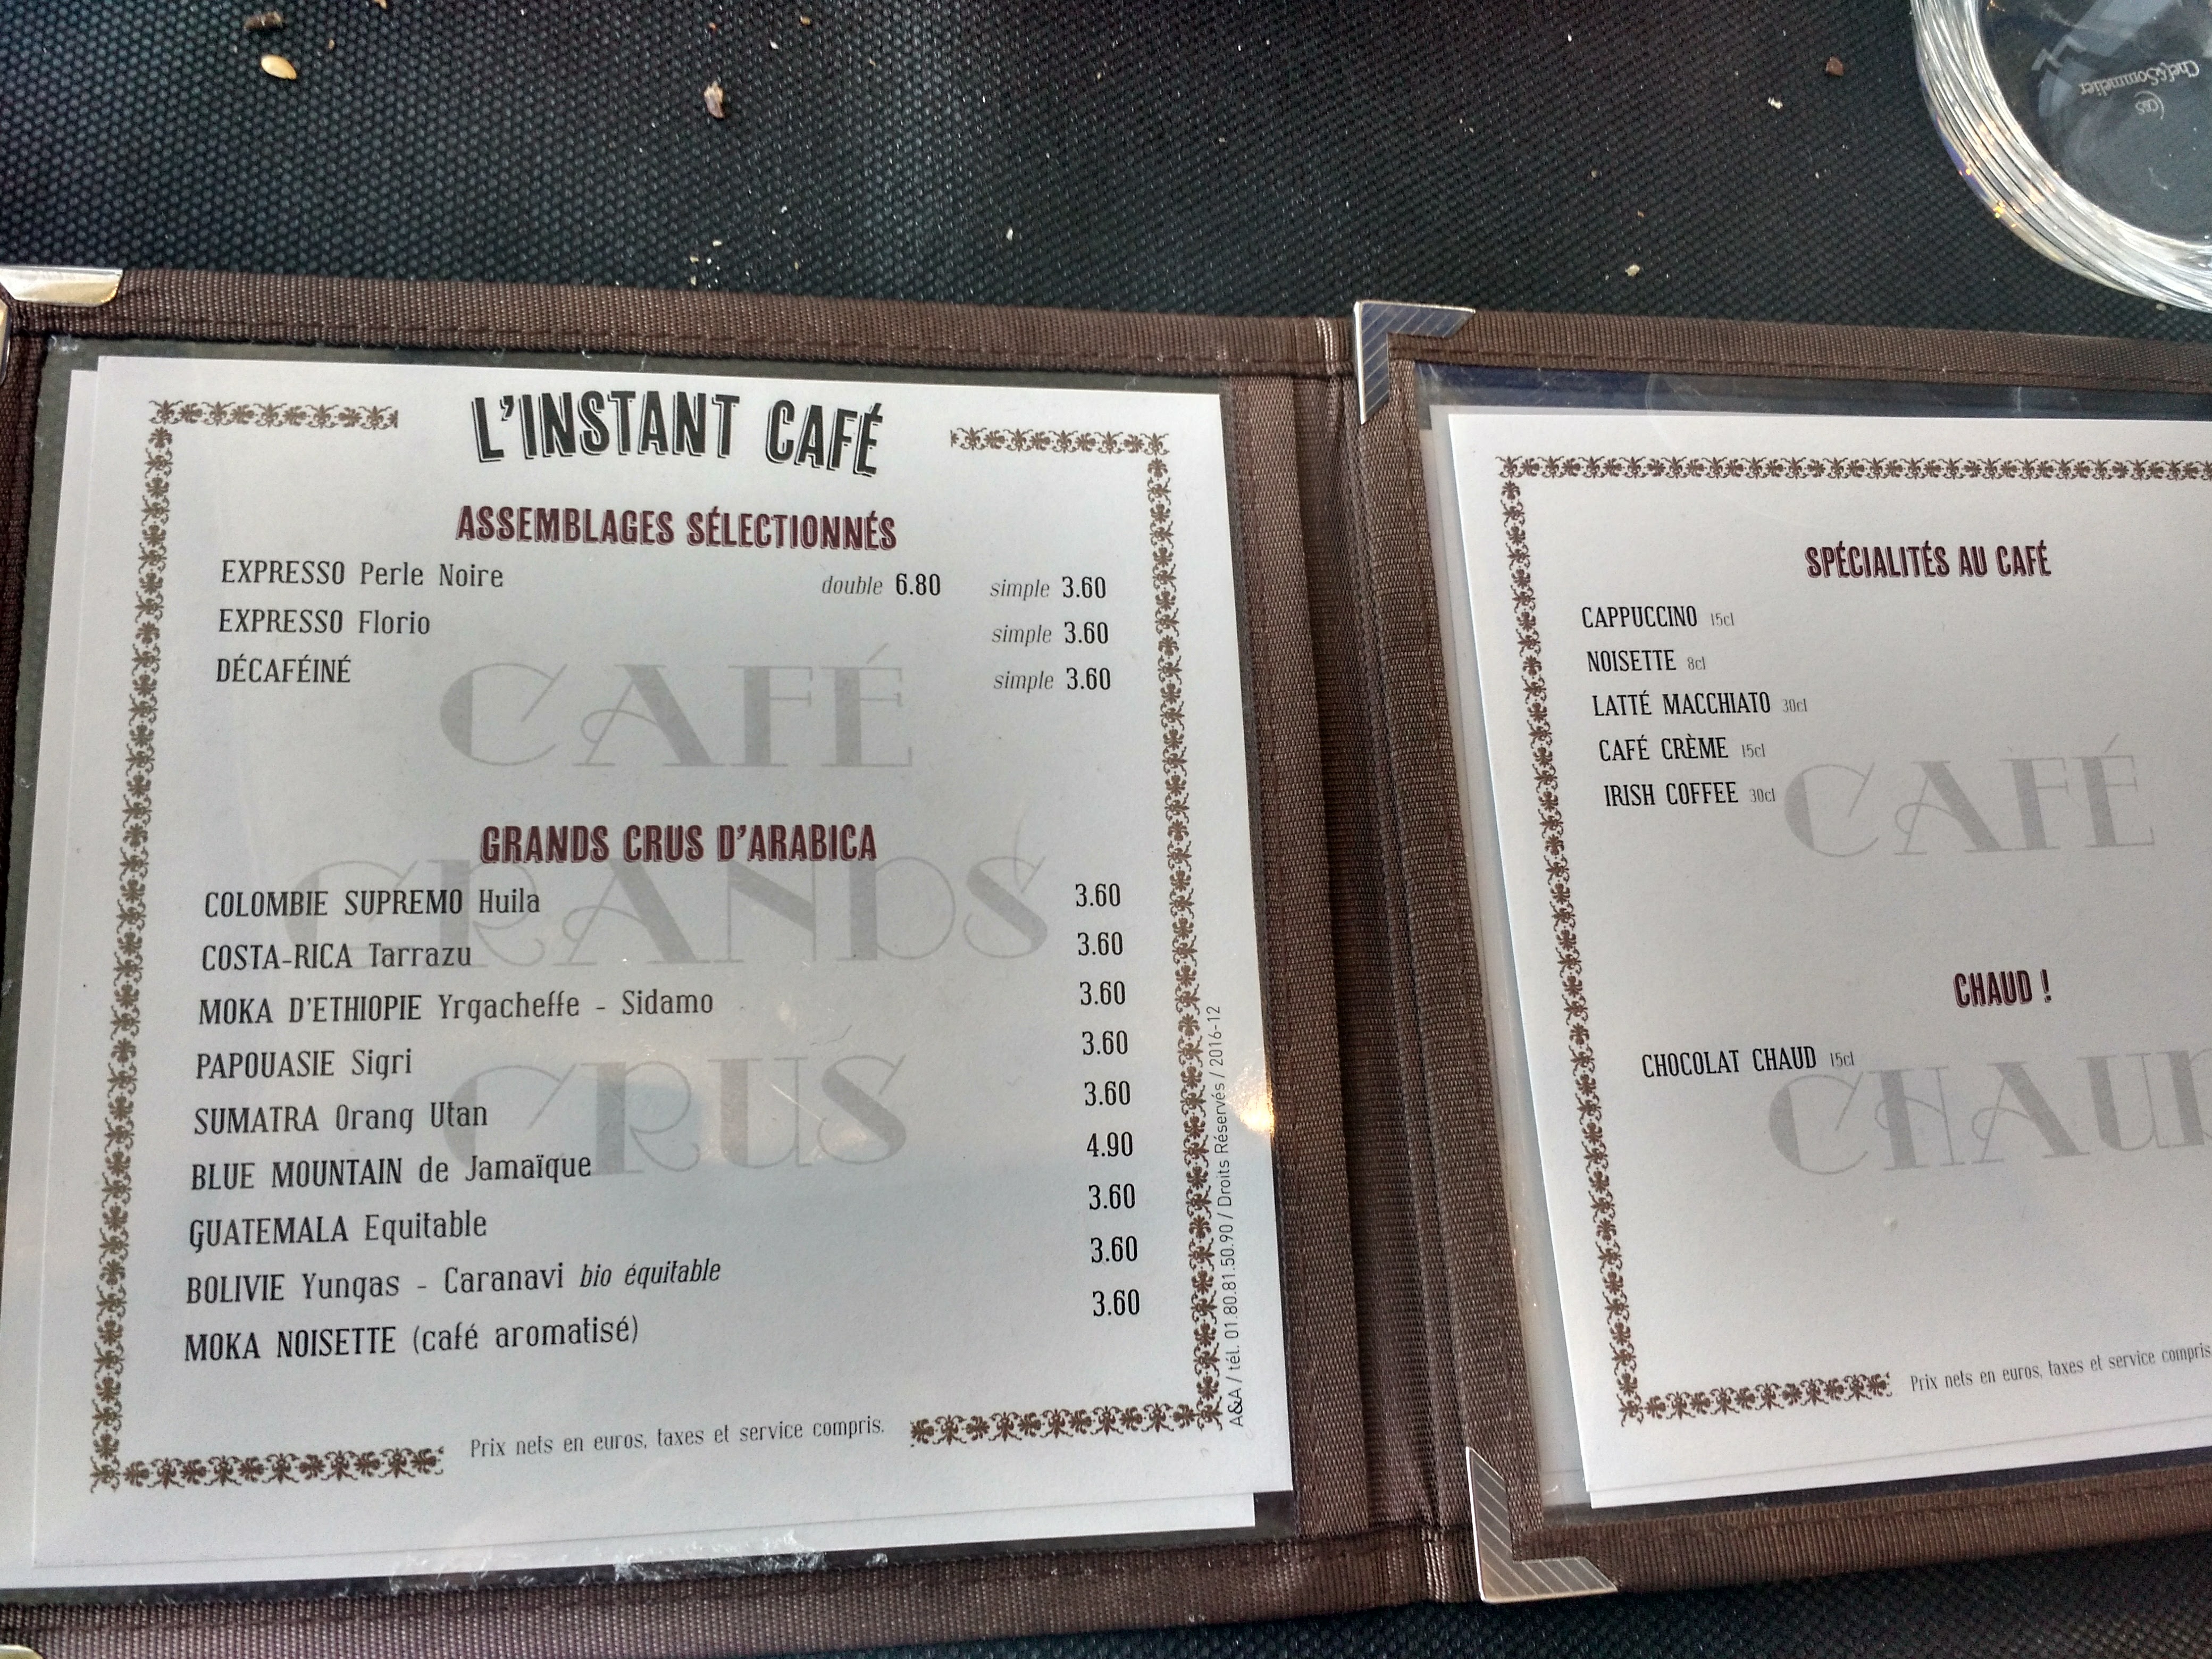 L'INSTANT CAFÉ
ASSEMBLAGES SÉLECTIONNÉS
EXPRESSO Perle Noire double 6.80 simple 3.60
EXPRESSO Florio simple 3.60
DÉCAFÉINÉ simple 3.60
CAFÉ
GRANDS CRUS D'ARABICA
GRANDS
COLOMBIE SUPREMO Huila 3.60
COSTA-RICA Tarrazu 3.60
MOKA D'ETHIOPIE Yrgacheffe - Sidamo 3.60
PAPOUASIE Sigri 3.60
CRUS
SUMATRA Orang Utan 3.60
BLUE MOUNTAIN de Jamaïque 4.90
GUATEMALA Equitable 3.60
BOLIVIE Yungas - Caranavi bio équitable 3.60
MOKA NOISETTE (café aromatisé) 3.60
Prix nets en euros, taxes et service compris.
A&A / tél. 01.80.81.50.90 / Droits Réservés / 2016-12
SPÉCIALITÉS AU CAFÉ
CAPPUCCINO 15cl
NOISETTE 8cl
LATTÉ MACCHIATO 30cl
CAFÉ CRÈME 15cl
IRISH COFFEE 30cl
CAFÉ
CHAUD !
CHOCOLAT CHAUD 15cl
CHAU
Prix nets en euros, taxes et service compris
Chef&Sommelier
C&S